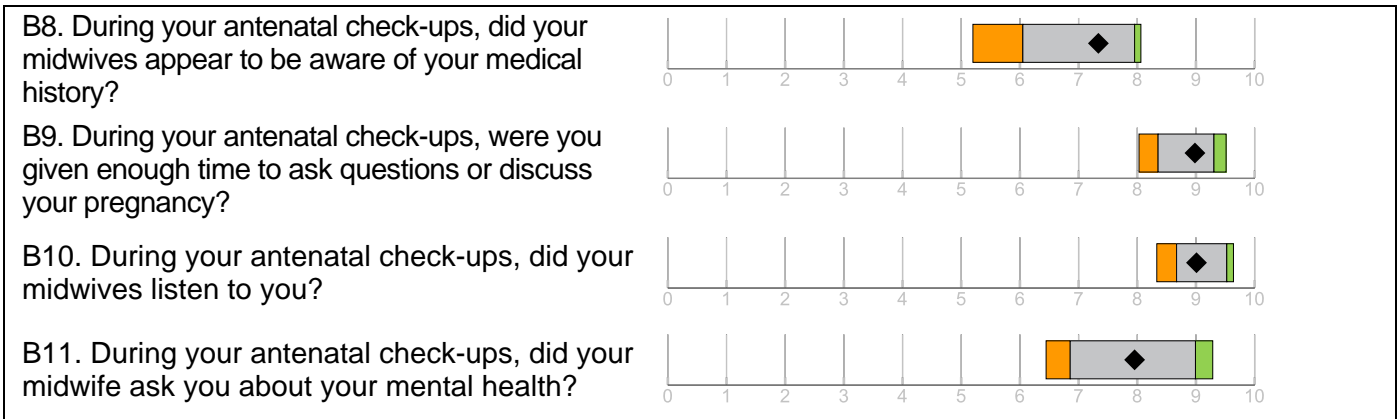 B8. During your antenatal check-ups, did your
midwives appear to be aware of your medical
history?
0 1 2 3 4 5 6 7 8 9 10
B9. During your antenatal check-ups, were you
given enough time to ask questions or discuss
your pregnancy?
0 1 2 3 4 5 6 7 8 9 10
B10. During your antenatal check-ups, did your
midwives listen to you?
0 1 2 3 4 5 6 7 8 9 10
B11. During your antenatal check-ups, did your
midwife ask you about your mental health?
0 1 2 3 4 5 6 7 8 9 10